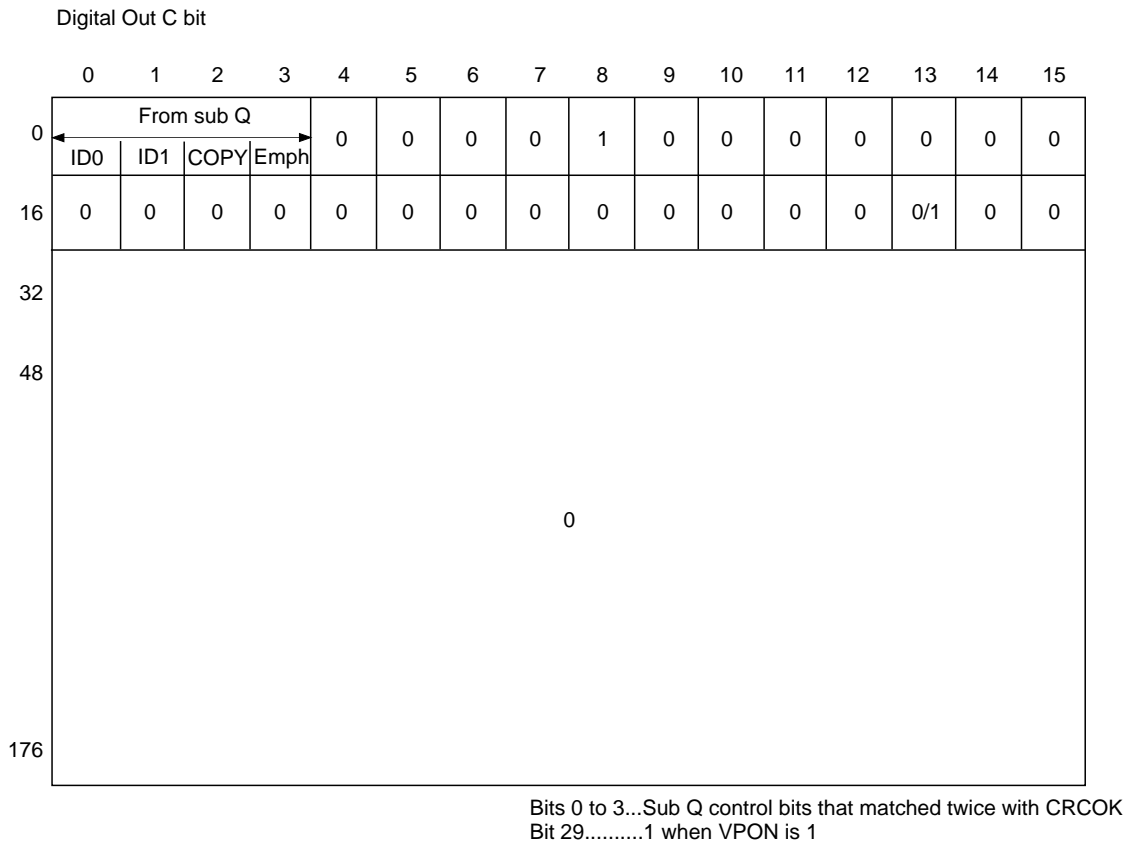 Digital Out C bit
0 1 2 3 4 5 6 7 8 9 10 11 12 13 14 15
From sub Q
0 0 0 0 0 1 0 0 0 0 0 0 0
ID0 ID1 COPY Emph
16 0 0 0 0 0 0 0 0 0 0 0 0 0 0/1 0 0
32
48
0
176
Bits 0 to 3...Sub Q control bits that matched twice with CRCOK
Bit 29..........1 when VPON is 1